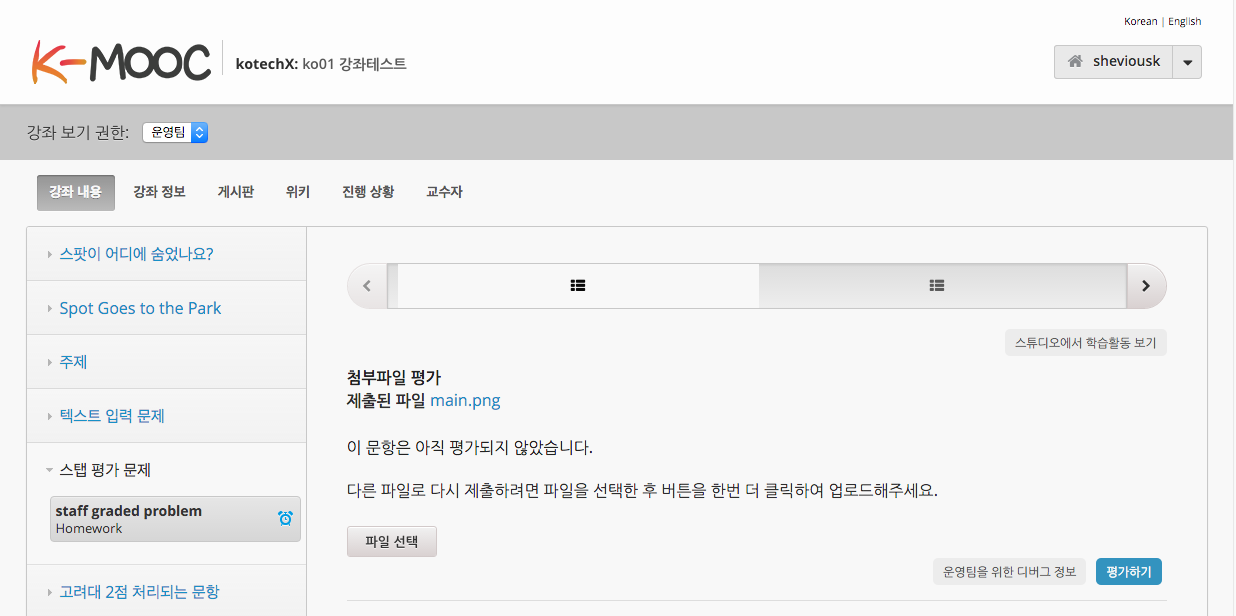 Korean | English
K-MOOC
kotechX: ko01 강좌테스트
sheviousk
강좌 보기 권한: 운영팀
강좌 내용 강좌 정보 게시판 위키 진행 상황 교수자
스팟이 어디에 숨었나요?
Spot Goes to the Park
주제
텍스트 입력 문제
스탭 평가 문제
staff graded problem
Homework
고려대 2점 처리되는 문항
스튜디오에서 학습활동 보기
첨부파일 평가
제출된 파일 main.png
이 문항은 아직 평가되지 않았습니다.
다른 파일로 다시 제출하려면 파일을 선택한 후 버튼을 한번 더 클릭하여 업로드해주세요.
파일 선택
운영팀을 위한 디버그 정보 평가하기